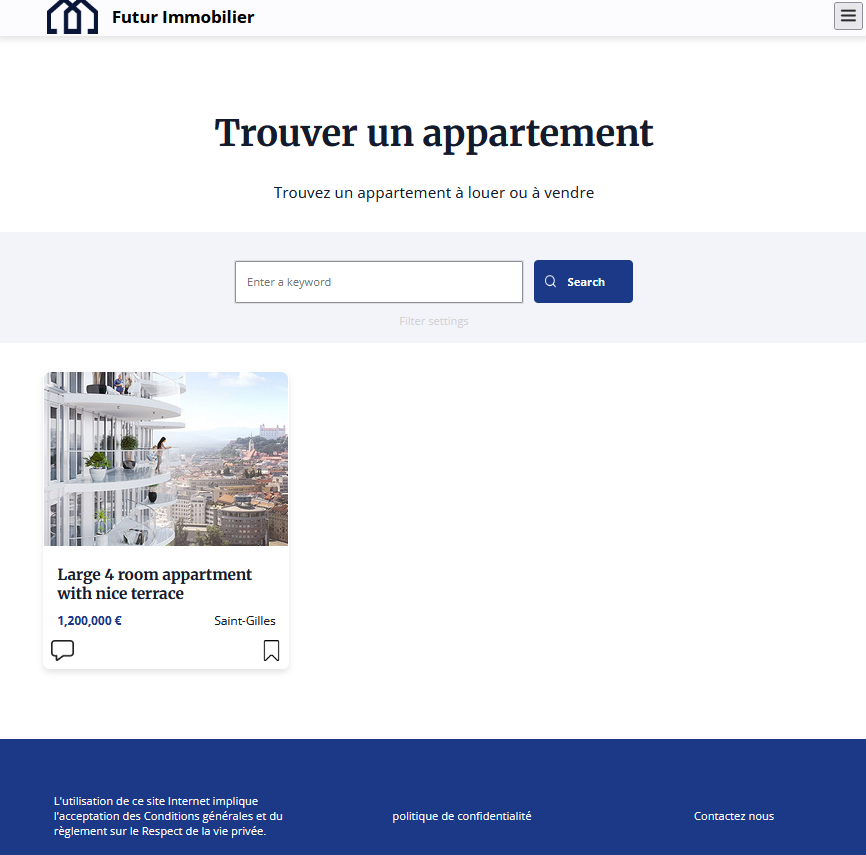 Futur Immobilier
Trouver un appartement
Trouvez un appartement à louer ou à vendre
Enter a keyword
Search
Filter settings
Large 4 room appartment
with nice terrace
1,200,000 €
Saint-Gilles
L'utilisation de ce site Internet implique
l'acceptation des Conditions générales et du
règlement sur le Respect de la vie privée.
politique de confidentialité
Contactez nous